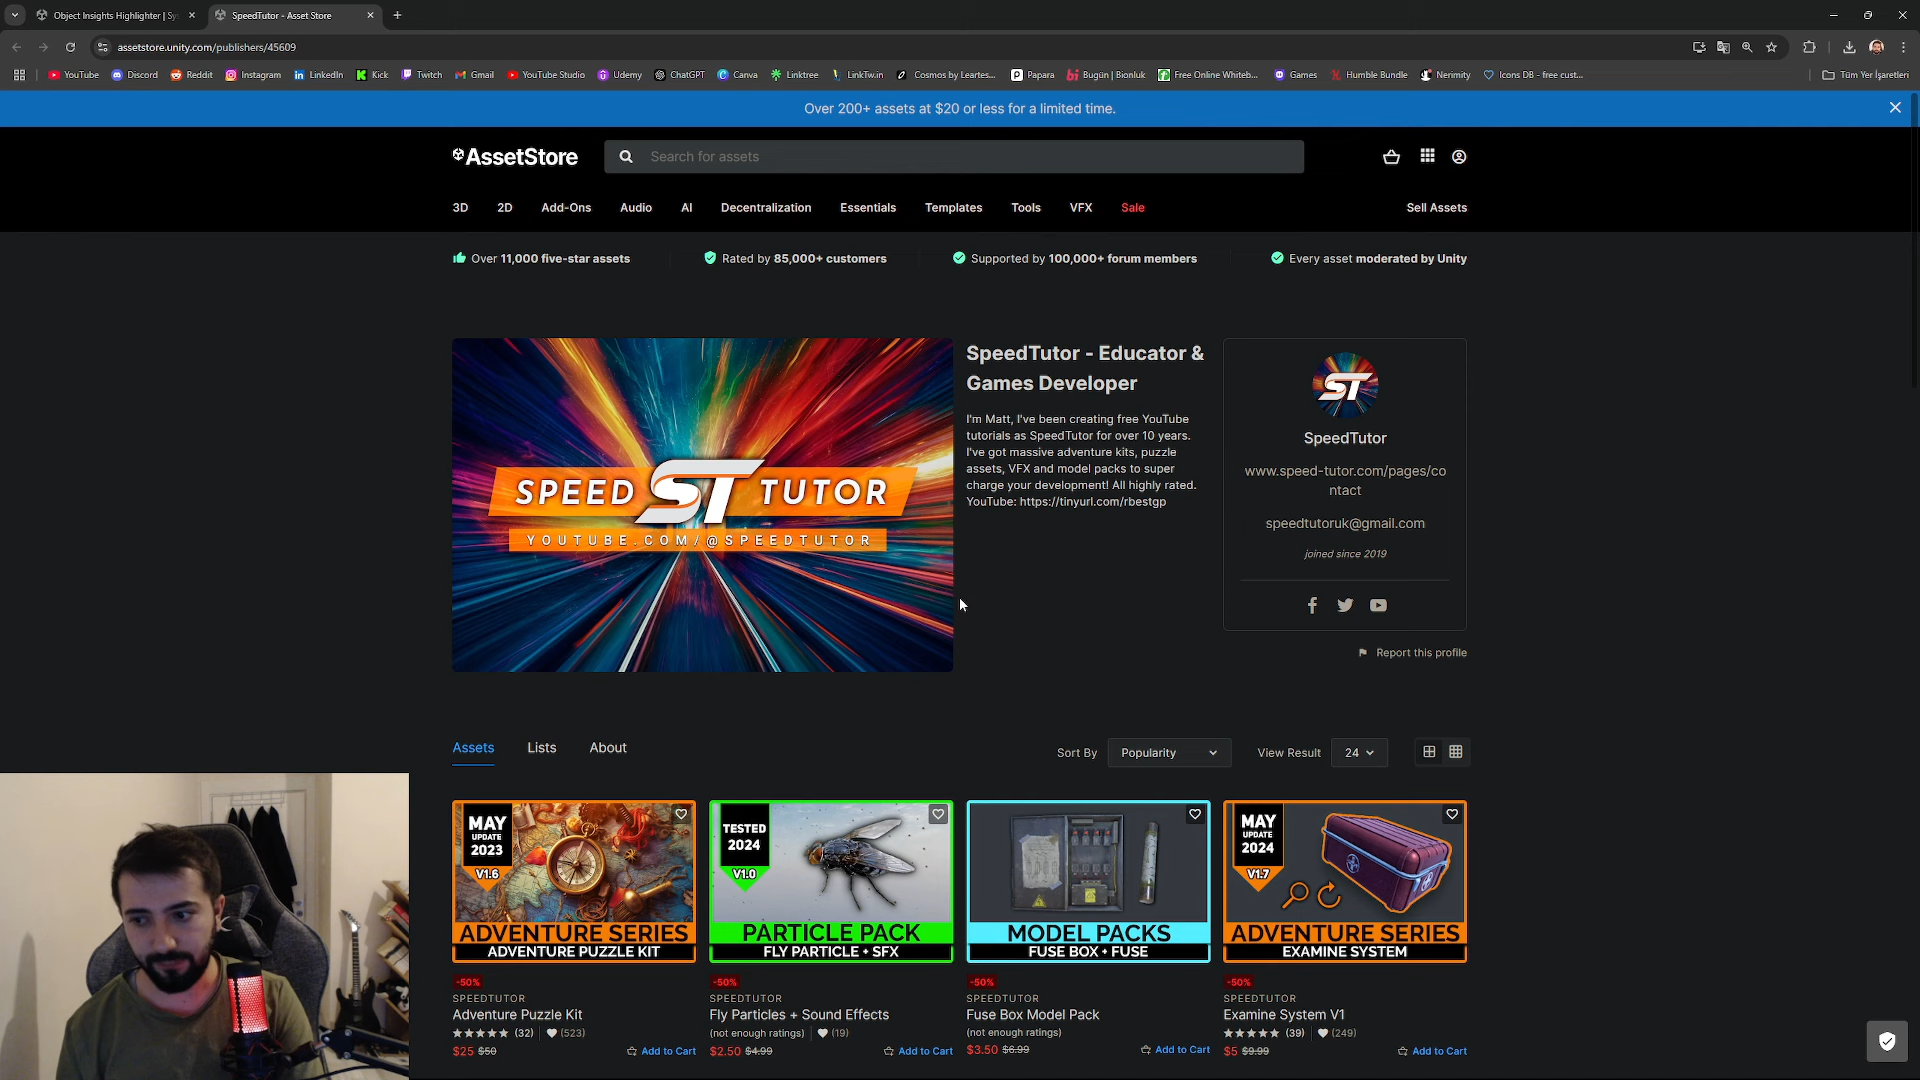 Object Insights Highlighter | Sy
SpeedTutor - Asset Store
assetstore.unity.com/publishers/45609
YouTube
Discord
Reddit
Instagram
LinkedIn
Kick
Twitch
Gmail
YouTube Studio
Udemy
ChatGPT
Canva
Linktree
LinkTw.in
Cosmos by Leartes...
Papara
Bugün | Bionluk
Free Online Whiteb...
Games
Humble Bundle
Nerimity
Icons DB - free cust...
Tüm Yer İşaretleri
Over 200+ assets at $20 or less for a limited time.
AssetStore
Search for assets
3D
2D
Add-Ons
Audio
AI
Decentralization
Essentials
Templates
Tools
VFX
Sale
Sell Assets
Over 11,000 five-star assets
Rated by 85,000+ customers
Supported by 100,000+ forum members
Every asset moderated by Unity
SPEED ST TUTOR
YOUTUBE.COM/@SPEEDTUTOR
SpeedTutor - Educator &
Games Developer
I'm Matt, I've been creating free YouTube
tutorials as SpeedTutor for over 10 years.
I've got massive adventure kits, puzzle
assets, VFX and model packs to super
charge your development! All highly rated.
YouTube: https://tinyurl.com/rbestgp
ST
SpeedTutor
www.speed-tutor.com/pages/co
ntact
speedtutoruk@gmail.com
joined since 2019
Report this profile
Assets
Lists
About
Sort By
Popularity
View Result
24
MAY
UPDATE
2023
V1.6
ADVENTURE SERIES
ADVENTURE PUZZLE KIT
-50%
SPEEDTUTOR
Adventure Puzzle Kit
(32)
(523)
$25 $50
Add to Cart
TESTED
2024
V1.0
PARTICLE PACK
FLY PARTICLE + SFX
-50%
SPEEDTUTOR
Fly Particles + Sound Effects
(not enough ratings)
(19)
$2.50 $4.99
Add to Cart
MODEL PACKS
FUSE BOX + FUSE
-50%
SPEEDTUTOR
Fuse Box Model Pack
(not enough ratings)
$3.50 $6.99
Add to Cart
MAY
UPDATE
2024
V1.7
ADVENTURE SERIES
EXAMINE SYSTEM
-50%
SPEEDTUTOR
Examine System V1
(39)
(249)
$5 $9.99
Add to Cart